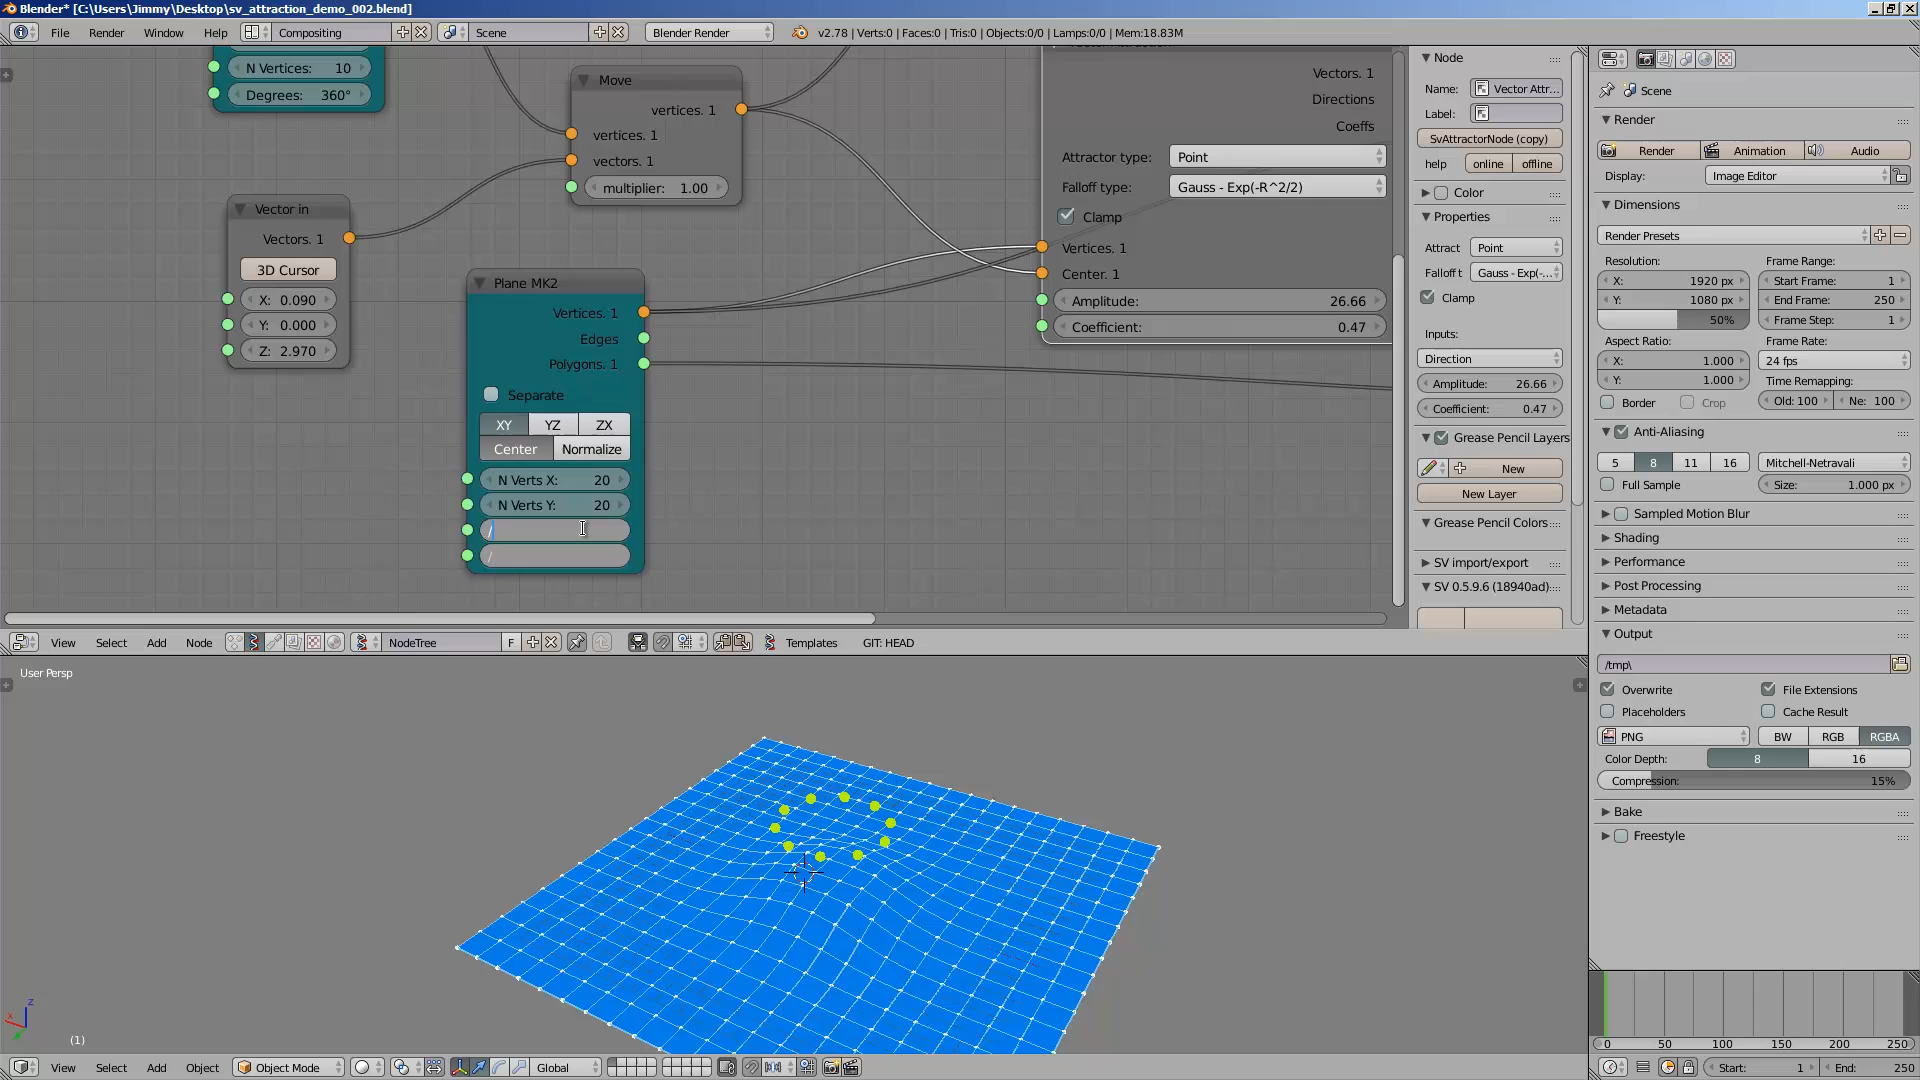 Blender* [C:\Users\Jimmy\Desktop\sv_attraction_demo_002.blend]
File Render Window Help Compositing Scene Blender Render v2.78 | Verts:0 | Faces:0 | Tris:0 | Objects:0/0 | Lamps:0/0 | Mem:18.83M
N Vertices: 10
Degrees: 360°
Move
vertices. 1
vertices. 1
vectors. 1
multiplier: 1.00
Vector in
Vectors. 1
3D Cursor
X: 0.090
Y: 0.000
Z: 2.970
Plane MK2
Vertices. 1
Edges
Polygons. 1
Separate
XY YZ ZX
Center Normalize
N Verts X: 20
N Verts Y: 20
/
/
Vectors. 1
Directions
Coeffs
Attractor type: Point
Falloff type: Gauss - Exp(-R^2/2)
Clamp
Vertices. 1
Center. 1
Amplitude: 26.66
Coefficient: 0.47
Node
Name: Vector Attr...
Label:
SvAttractorNode (copy)
help online offline
Color
Properties
Attract Point
Falloff t Gauss - Exp(-...
Clamp
Inputs:
Direction
Amplitude: 26.66
Coefficient: 0.47
Grease Pencil Layers
New
New Layer
Grease Pencil Colors
SV import/export
SV 0.5.9.6 (18940ad)
Scene
Render
Render Animation Audio
Display: Image Editor
Dimensions
Render Presets
Resolution: Frame Range:
X: 1920 px Start Frame: 1
Y: 1080 px End Frame: 250
50% Frame Step: 1
Aspect Ratio: Frame Rate:
X: 1.000 24 fps
Y: 1.000 Time Remapping:
Border Crop Old: 100 Ne: 100
Anti-Aliasing
5 8 11 16 Mitchell-Netravali
Full Sample Size: 1.000 px
Sampled Motion Blur
Shading
Performance
Post Processing
Metadata
Output
/tmp\
Overwrite File Extensions
Placeholders Cache Result
PNG BW RGB RGBA
Color Depth: 8 16
Compression: 15%
Bake
Freestyle
View Select Add Node NodeTree F Templates GIT: HEAD
User Persp
z
x
(1)
View Select Add Object Object Mode Global
0 50 100 150 200 250
Start: 1 End: 250